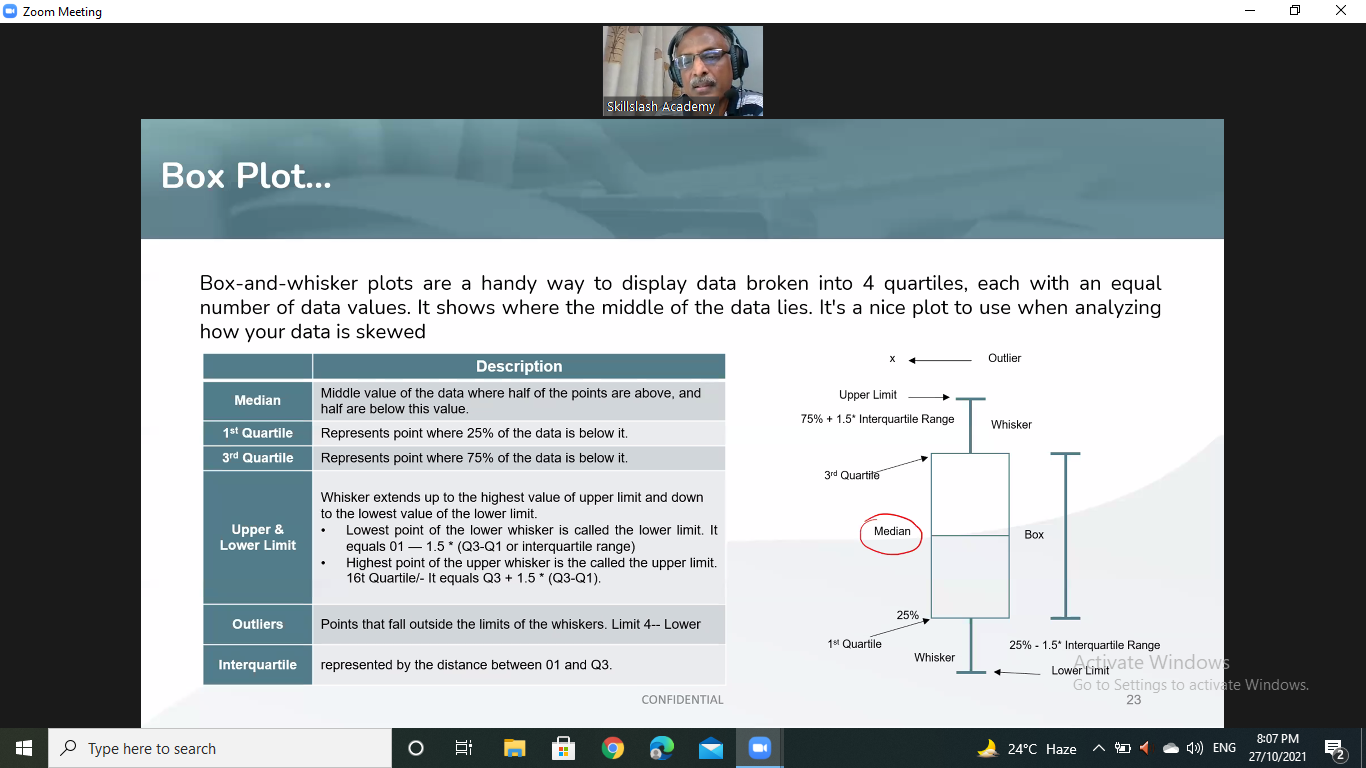 Zoom Meeting
Skillslash Academy
Box Plot...
Box-and-whisker plots are a handy way to display data broken into 4 quartiles, each with an equal
number of data values. It shows where the middle of the data lies. It's a nice plot to use when analyzing
how your data is skewed
Description
Median
Middle value of the data where half of the points are above, and
half are below this value.
1st Quartile
Represents point where 25% of the data is below it.
3rd Quartile
Represents point where 75% of the data is below it.
Upper &
Lower Limit
Whisker extends up to the highest value of upper limit and down
to the lowest value of the lower limit.
• Lowest point of the lower whisker is called the lower limit. It
equals 01 — 1.5 * (Q3-Q1 or interquartile range)
• Highest point of the upper whisker is the called the upper limit.
16t Quartile/- It equals Q3 + 1.5 * (Q3-Q1).
Outliers
Points that fall outside the limits of the whiskers. Limit 4-- Lower
Interquartile
represented by the distance between 01 and Q3.
x
Outlier
Upper Limit
75% + 1.5* Interquartile Range
Whisker
3rd Quartile
Median
Box
25%
1st Quartile
25% - 1.5* Interquartile Range
Whisker
Lower Limit
Activate Windows
Go to Settings to activate Windows.
CONFIDENTIAL
23
Type here to search
24°C Haze
ENG
8:07 PM
27/10/2021
2